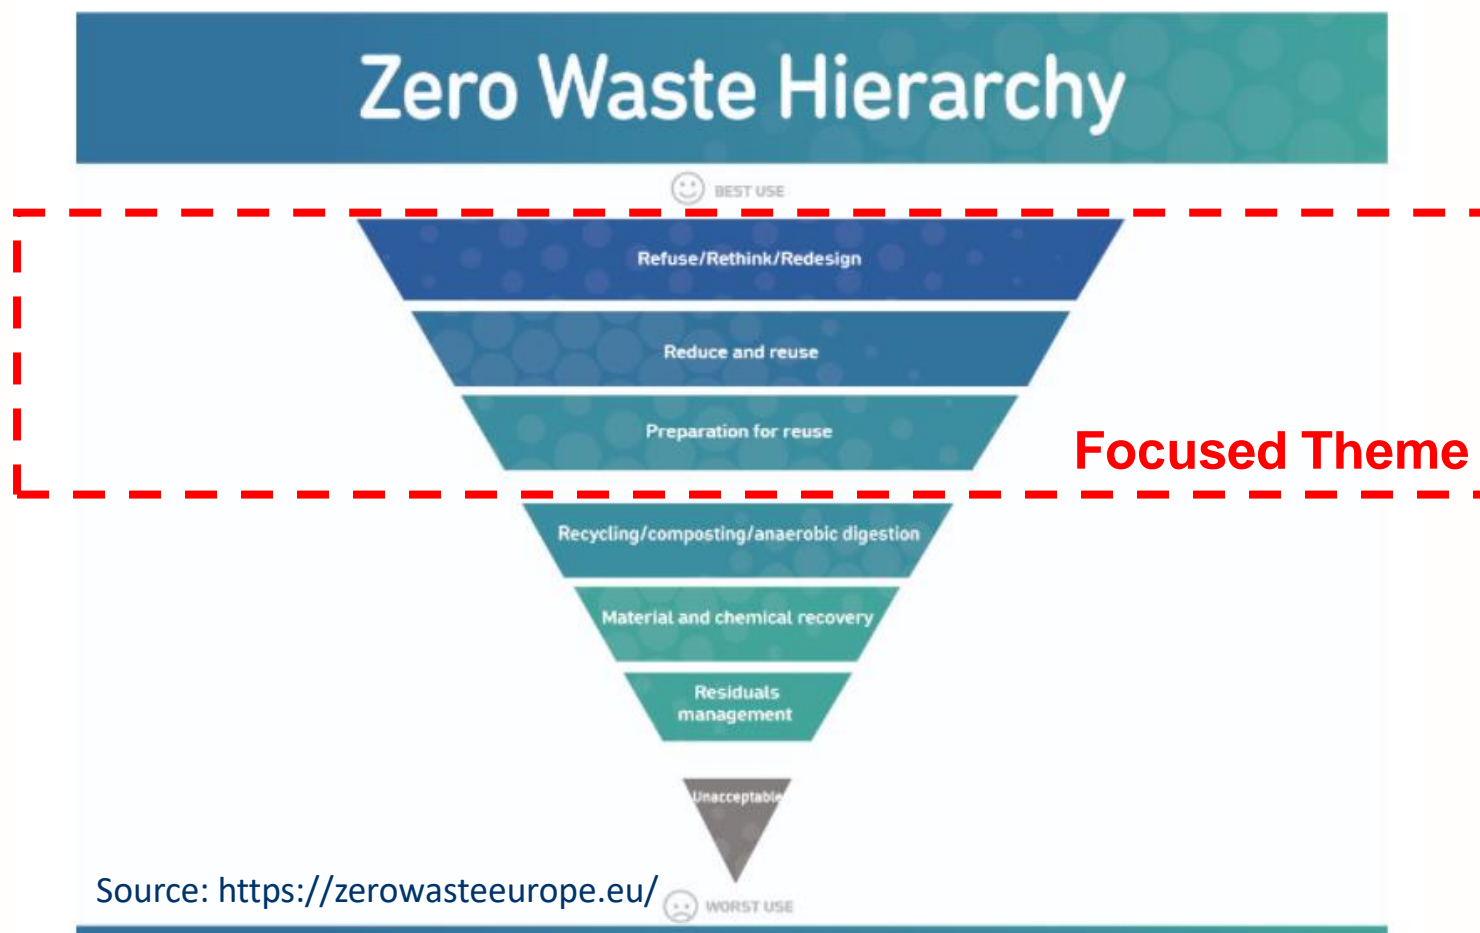 Zero Waste Hierarchy
BEST USE
Refuse/Rethink/Redesign
Reduce and reuse
Preparation for reuse
Focused Theme
Recycling/composting/anaerobic digestion
Material and chemical recovery
Residuals
management
Unacceptable
Source: https://zerowasteeurope.eu/
WORST USE